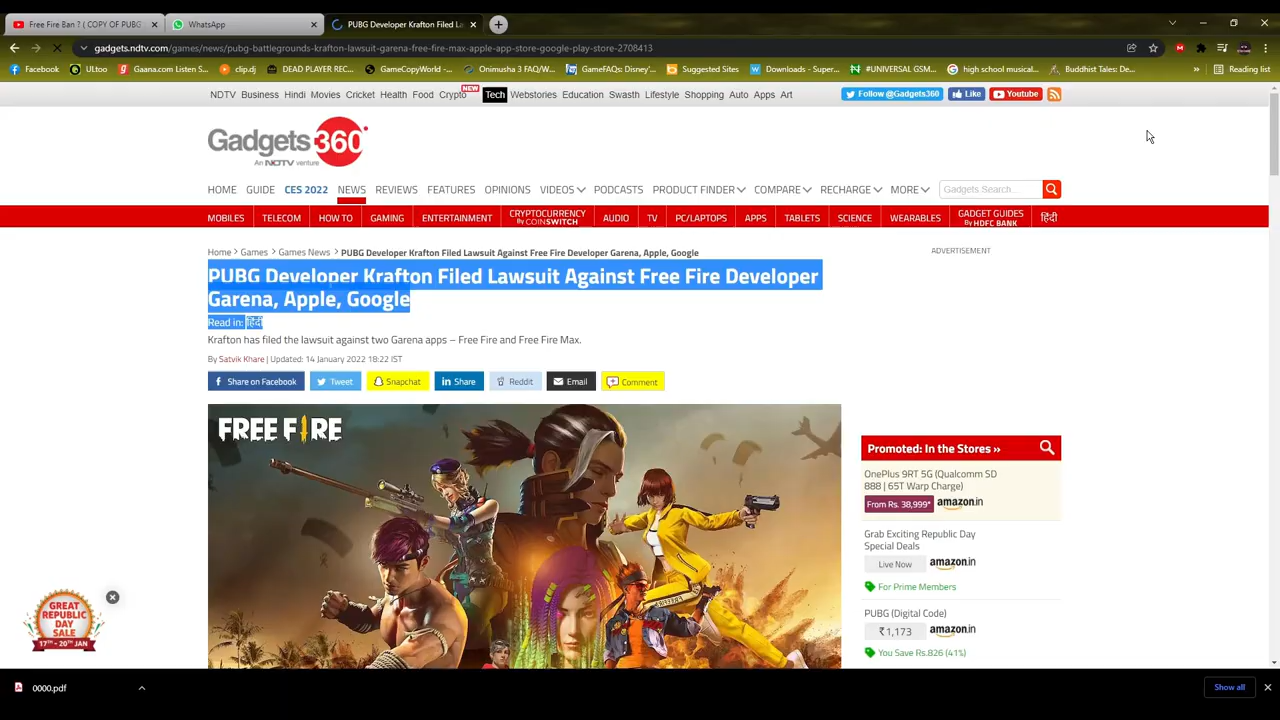 Free Fire Ban ? ( COPY OF PUBG
WhatsApp
PUBG Developer Krafton Filed La
gadgets.ndtv.com/games/news/pubg-battlegrounds-krafton-lawsuit-garena-free-fire-max-apple-app-store-google-play-store-2708413
Facebook ULtoo Gaana.com Listen S... clip.dj DEAD PLAYER REC... GameCopyWorld -... Onimusha 3 FAQ/W... GameFAQs: Disney'... Suggested Sites Downloads - Super... #UNIVERSAL GSM... high school musical... Buddhist Tales: De... » Reading list
NDTV Business Hindi Movies Cricket Health Food Crypto NEW Tech Webstories Education Swasth Lifestyle Shopping Auto Apps Art Follow @Gadgets360 Like Youtube
Gadgets 360
An NDTV venture
HOME GUIDE CES 2022 NEWS REVIEWS FEATURES OPINIONS VIDEOS PODCASTS PRODUCT FINDER COMPARE RECHARGE MORE Gadgets Search...
MOBILES TELECOM HOW TO GAMING ENTERTAINMENT CRYPTOCURRENCY By COINSWITCH AUDIO TV PC/LAPTOPS APPS TABLETS SCIENCE WEARABLES GADGET GUIDES By HDFC BANK हिंदी
Home > Games > Games News > PUBG Developer Krafton Filed Lawsuit Against Free Fire Developer Garena, Apple, Google
ADVERTISEMENT
PUBG Developer Krafton Filed Lawsuit Against Free Fire Developer
Garena, Apple, Google
Read in: हिंदी
Krafton has filed the lawsuit against two Garena apps – Free Fire and Free Fire Max.
By Satvik Khare | Updated: 14 January 2022 18:22 IST
Share on Facebook Tweet Snapchat Share Reddit Email Comment
FREE FIRE
Promoted: In the Stores »
OnePlus 9RT 5G (Qualcomm SD
888 | 65T Warp Charge)
From Rs. 38,999* amazon.in
Grab Exciting Republic Day
Special Deals
Live Now amazon.in
For Prime Members
PUBG (Digital Code)
₹1,173 amazon.in
You Save Rs.826 (41%)
GREAT
REPUBLIC
DAY
SALE
17TH - 20TH JAN
0000.pdf
Show all